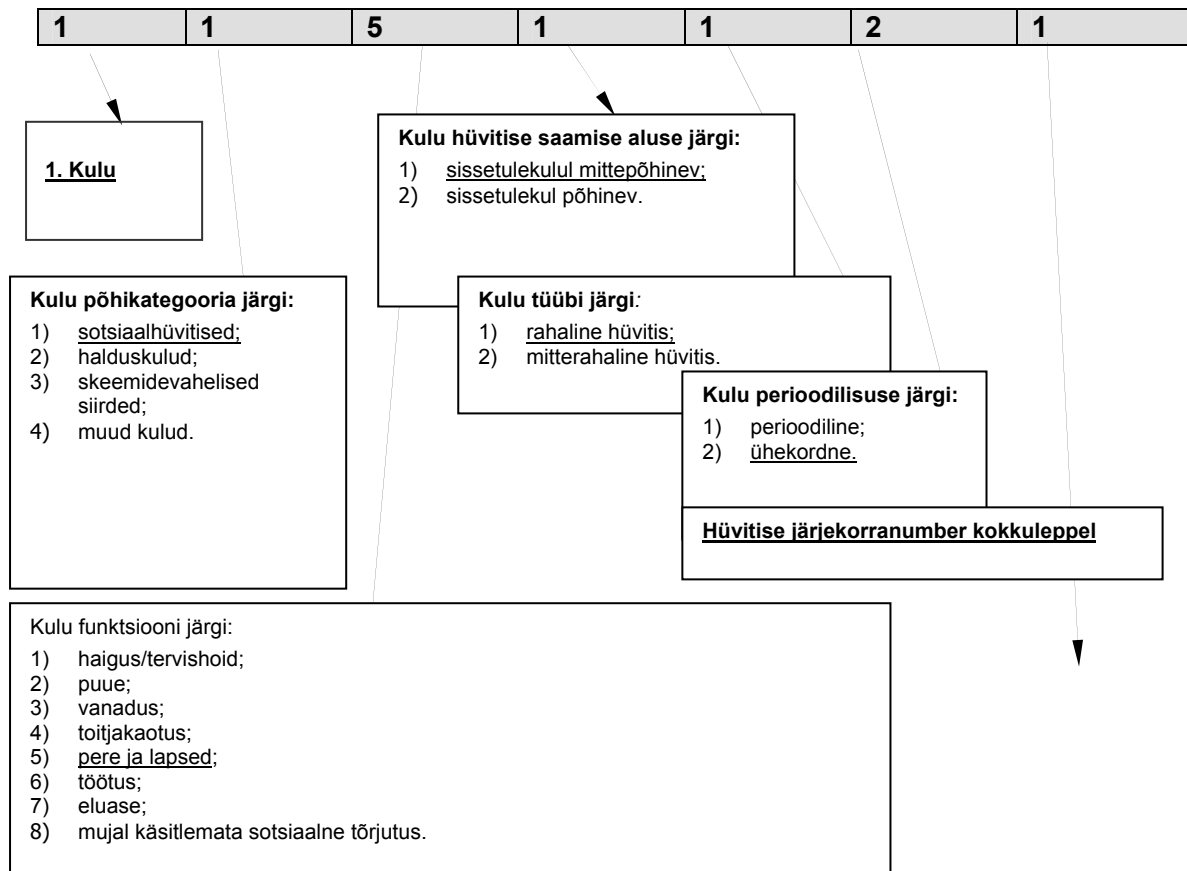 1 1 5 1 1 2 1
1. Kulu
Kulu hüvitise saamise aluse järgi:
1) sissetulekulul mittepõhinev;
2) sissetulekul põhinev.
Kulu põhikategooria järgi:
1) sotsiaalhüvitised;
2) halduskulud;
3) skeemidevahelised
siirded;
4) muud kulud.
Kulu tüübi järgi:
1) rahaline hüvitis;
2) mitterahaline hüvitis.
Kulu perioodilisuse järgi:
1) perioodiline;
2) ühekordne.
Hüvitise järjekorranumber kokkuleppel
Kulu funktsiooni järgi:
1) haigus/tervishoid;
2) puue;
3) vanadus;
4) toitjakaotus;
5) pere ja lapsed;
6) töötus;
7) eluase;
8) mujal käsitlemata sotsiaalne tõrjutus.